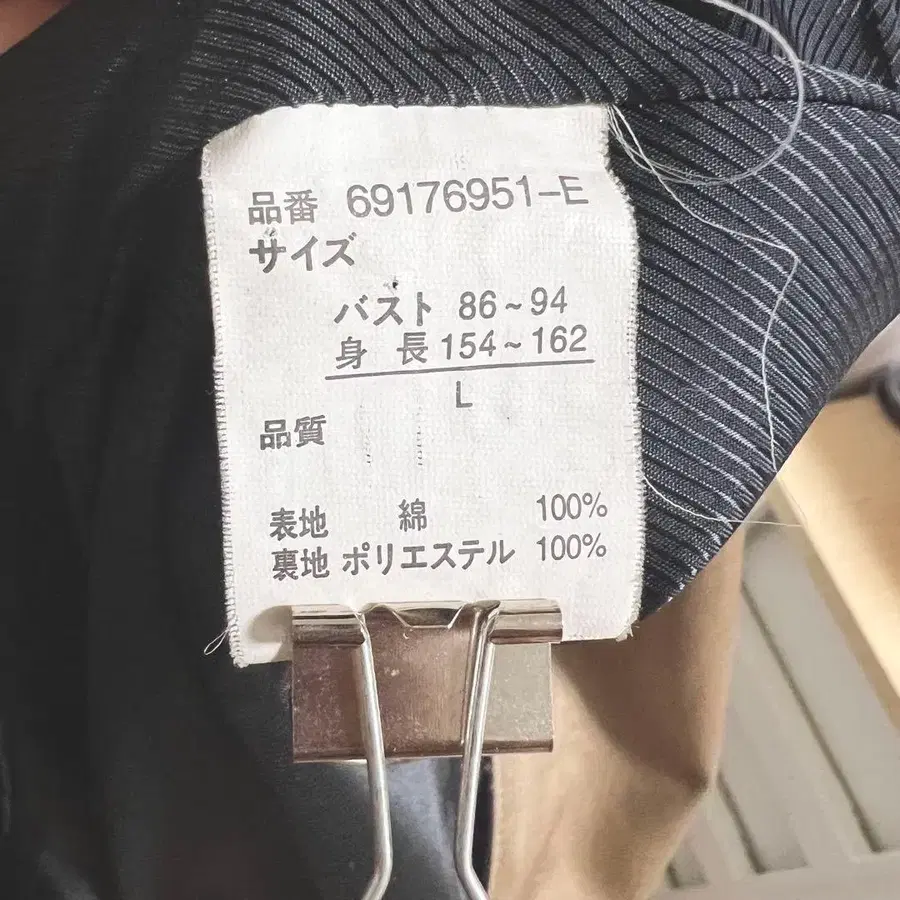 品番 69176951-E
サイズ
バスト 86~94
身長 154~162
L
品質
表地 綿 100%
裏地 ポリエステル 100%